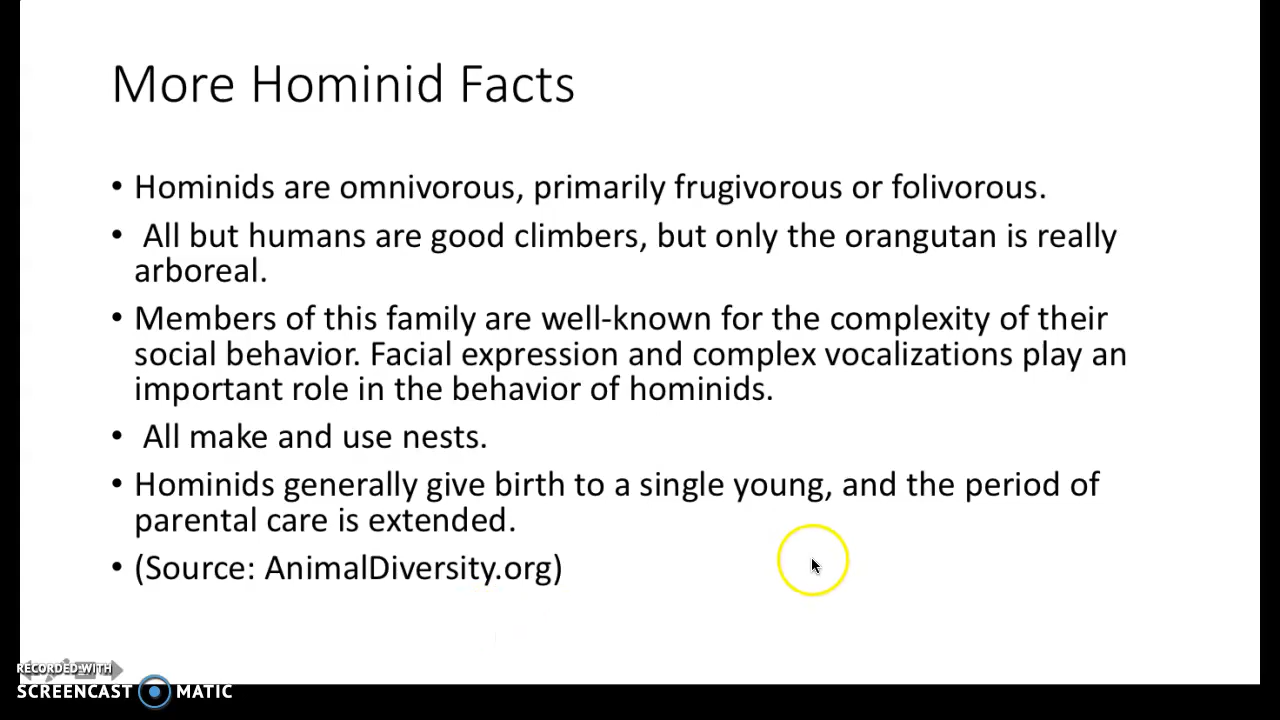 More Hominid Facts
• Hominids are omnivorous, primarily frugivorous or folivorous.
• All but humans are good climbers, but only the orangutan is really
arboreal.
• Members of this family are well-known for the complexity of their
social behavior. Facial expression and complex vocalizations play an
important role in the behavior of hominids.
• All make and use nests.
• Hominids generally give birth to a single young, and the period of
parental care is extended.
• (Source: AnimalDiversity.org)
RECORDED WITH
SCREENCAST MATIC